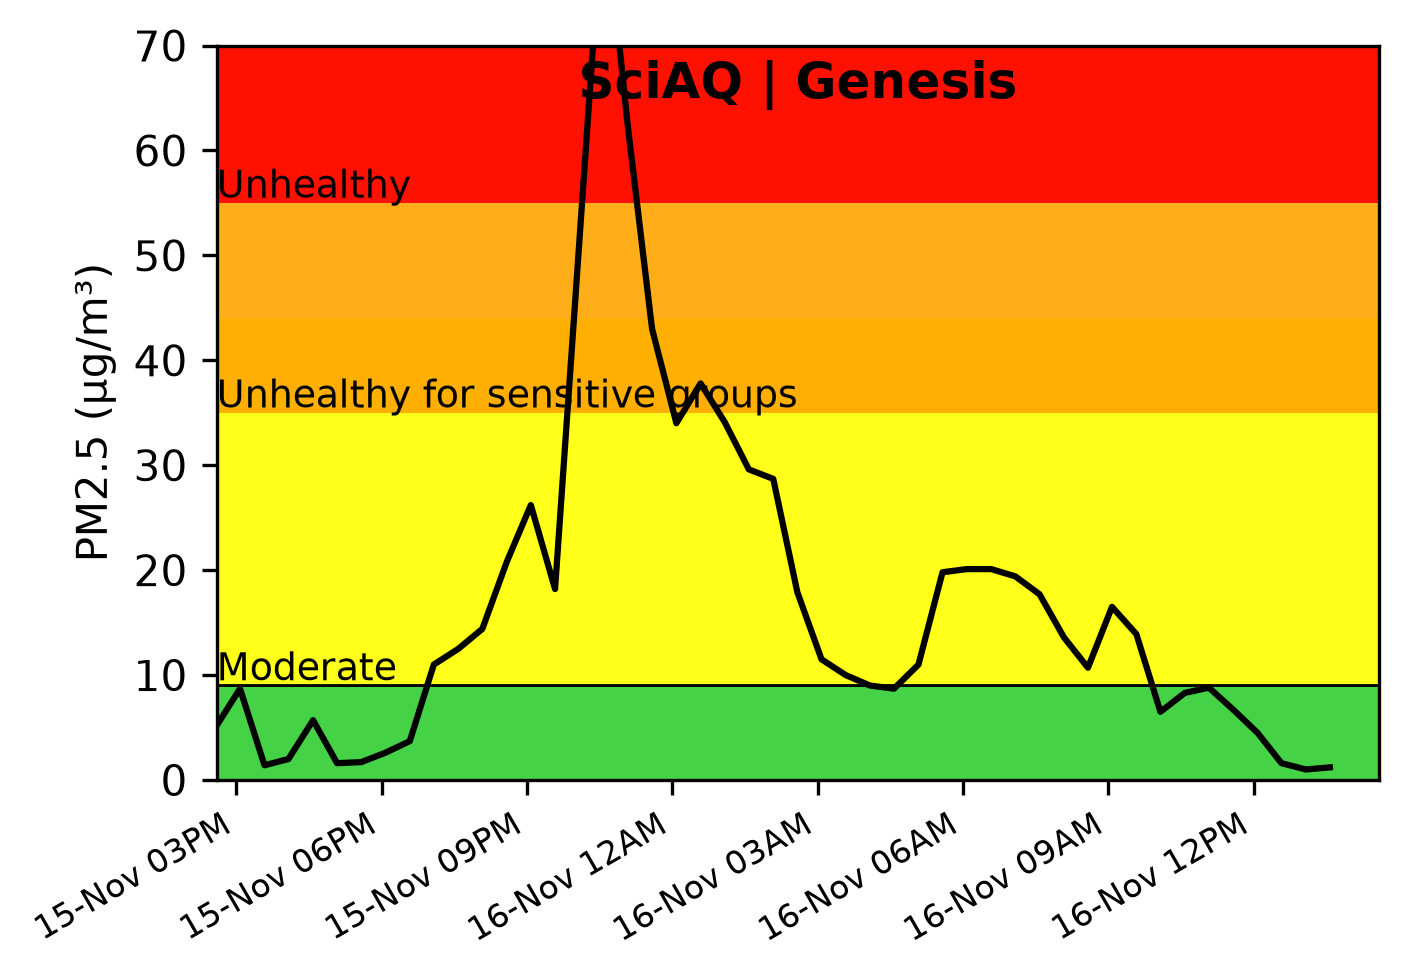 SciAQ | Genesis
PM2.5 (µg/m³)
70
60
50
40
30
20
10
0
Unhealthy
Unhealthy for sensitive groups
Moderate
15-Nov 03PM
15-Nov 06PM
15-Nov 09PM
16-Nov 12AM
16-Nov 03AM
16-Nov 06AM
16-Nov 09AM
16-Nov 12PM